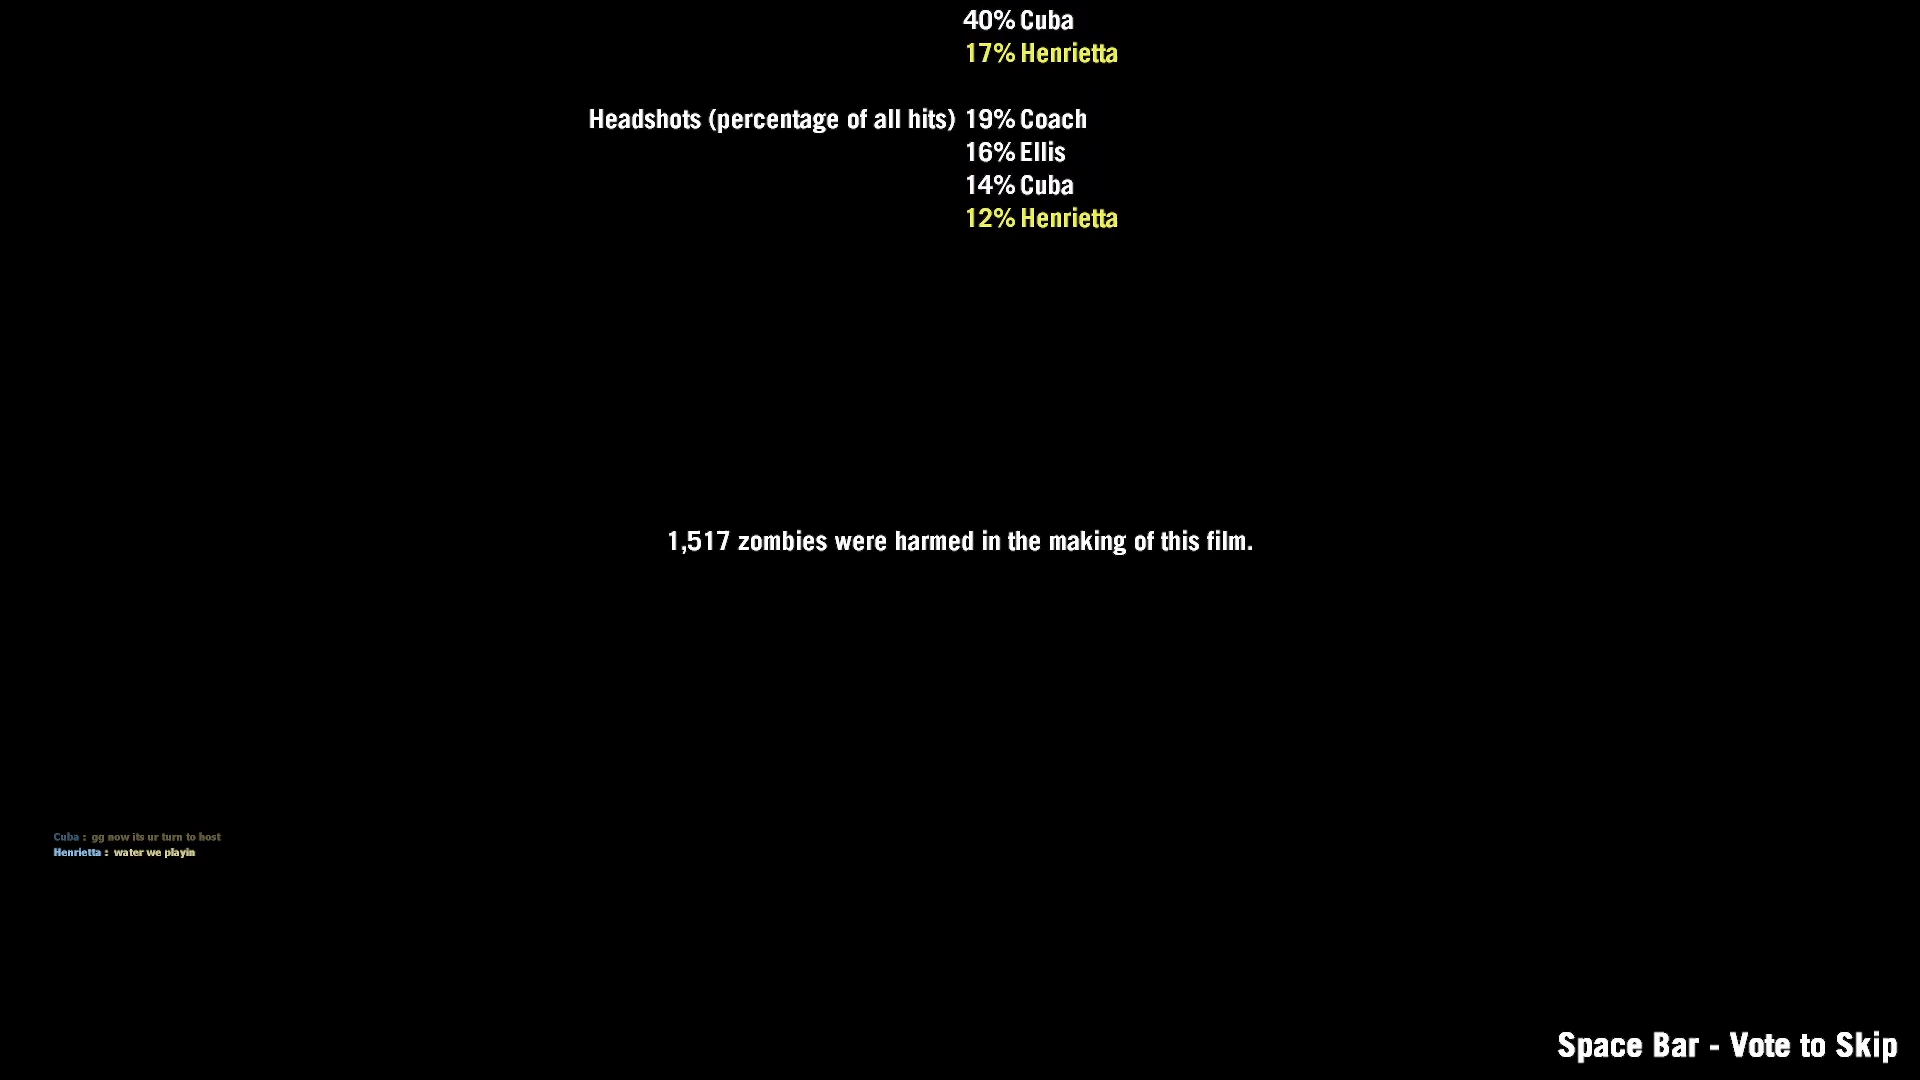 40% Cuba
17% Henrietta
Headshots (percentage of all hits) 19% Coach
16% Ellis
14% Cuba
12% Henrietta
1,517 zombies were harmed in the making of this film.
Cuba : gg now its ur turn to host
Henrietta : water we playin
Space Bar - Vote to Skip